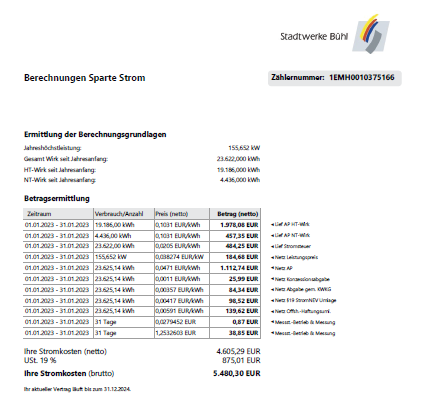 Stadtwerke Bühl
Berechnungen Sparte Strom
Zählernummer: 1EMH0010375166
Ermittlung der Berechnungsgrundlagen
Jahreshöchstleistung: 155,652 kW
Gesamt Wirk seit Jahresanfang: 23.622,000 kWh
HT-Wirk seit Jahresanfang: 19.186,000 kWh
NT-Wirk seit Jahresanfang: 4.436,000 kWh
Betragsermittlung
Zeitraum Verbrauch/Anzahl Preis (netto) Betrag (netto)
01.01.2023 - 31.01.2023 19.186,00 kWh 0,1031 EUR/kWh 1.978,08 EUR ◄Lief AP HT-Wirk
01.01.2023 - 31.01.2023 4.436,00 kWh 0,1031 EUR/kWh 457,35 EUR ◄Lief AP NT-Wirk
01.01.2023 - 31.01.2023 23.622,00 kWh 0,0205 EUR/kWh 484,25 EUR ◄Lief Stromsteuer
01.01.2023 - 31.01.2023 155,652 kW 0,038274 EUR/kW 184,68 EUR ◄Netz Leistungspreis
01.01.2023 - 31.01.2023 23.625,14 kWh 0,0471 EUR/kWh 1.112,74 EUR ◄Netz AP
01.01.2023 - 31.01.2023 23.625,14 kWh 0,0011 EUR/kWh 25,99 EUR ◄Netz Konzessionsabgabe
01.01.2023 - 31.01.2023 23.625,14 kWh 0,00357 EUR/kWh 84,34 EUR ◄Netz Abgabe gem. KWKG
01.01.2023 - 31.01.2023 23.625,14 kWh 0,00417 EUR/kWh 98,52 EUR ◄Netz §19 StromNEV Umlage
01.01.2023 - 31.01.2023 23.625,14 kWh 0,00591 EUR/kWh 139,62 EUR ◄Netz Offsh.-Haftungsuml.
01.01.2023 - 31.01.2023 31 Tage 0,0279452 EUR 0,87 EUR ◄Messst.-Betrieb & Messung
01.01.2023 - 31.01.2023 31 Tage 1,2532603 EUR 38,85 EUR ◄Messst.-Betrieb & Messung
Ihre Stromkosten (netto) 4.605,29 EUR
USt. 19 % 875,01 EUR
Ihre Stromkosten (brutto) 5.480,30 EUR
Ihr aktueller Vertrag läuft bis zum 31.12.2024.